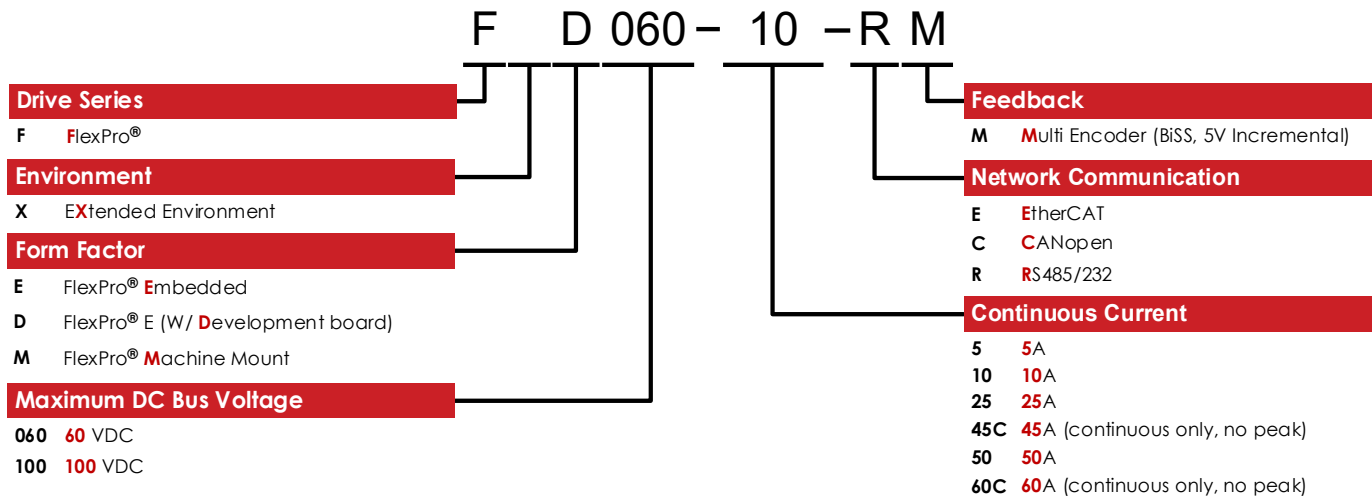 F D 060 – 10 – R M
Drive Series
F FlexPro®
Environment
X EXtended Environment
Form Factor
E FlexPro® Embedded
D FlexPro® E (W/ Development board)
M FlexPro® Machine Mount
Maximum DC Bus Voltage
060 60 VDC
100 100 VDC
Feedback
M Multi Encoder (BiSS, 5V Incremental)
Network Communication
E EtherCAT
C CANopen
R RS485/232
Continuous Current
5 5A
10 10A
25 25A
45C 45A (continuous only, no peak)
50 50A
60C 60A (continuous only, no peak)